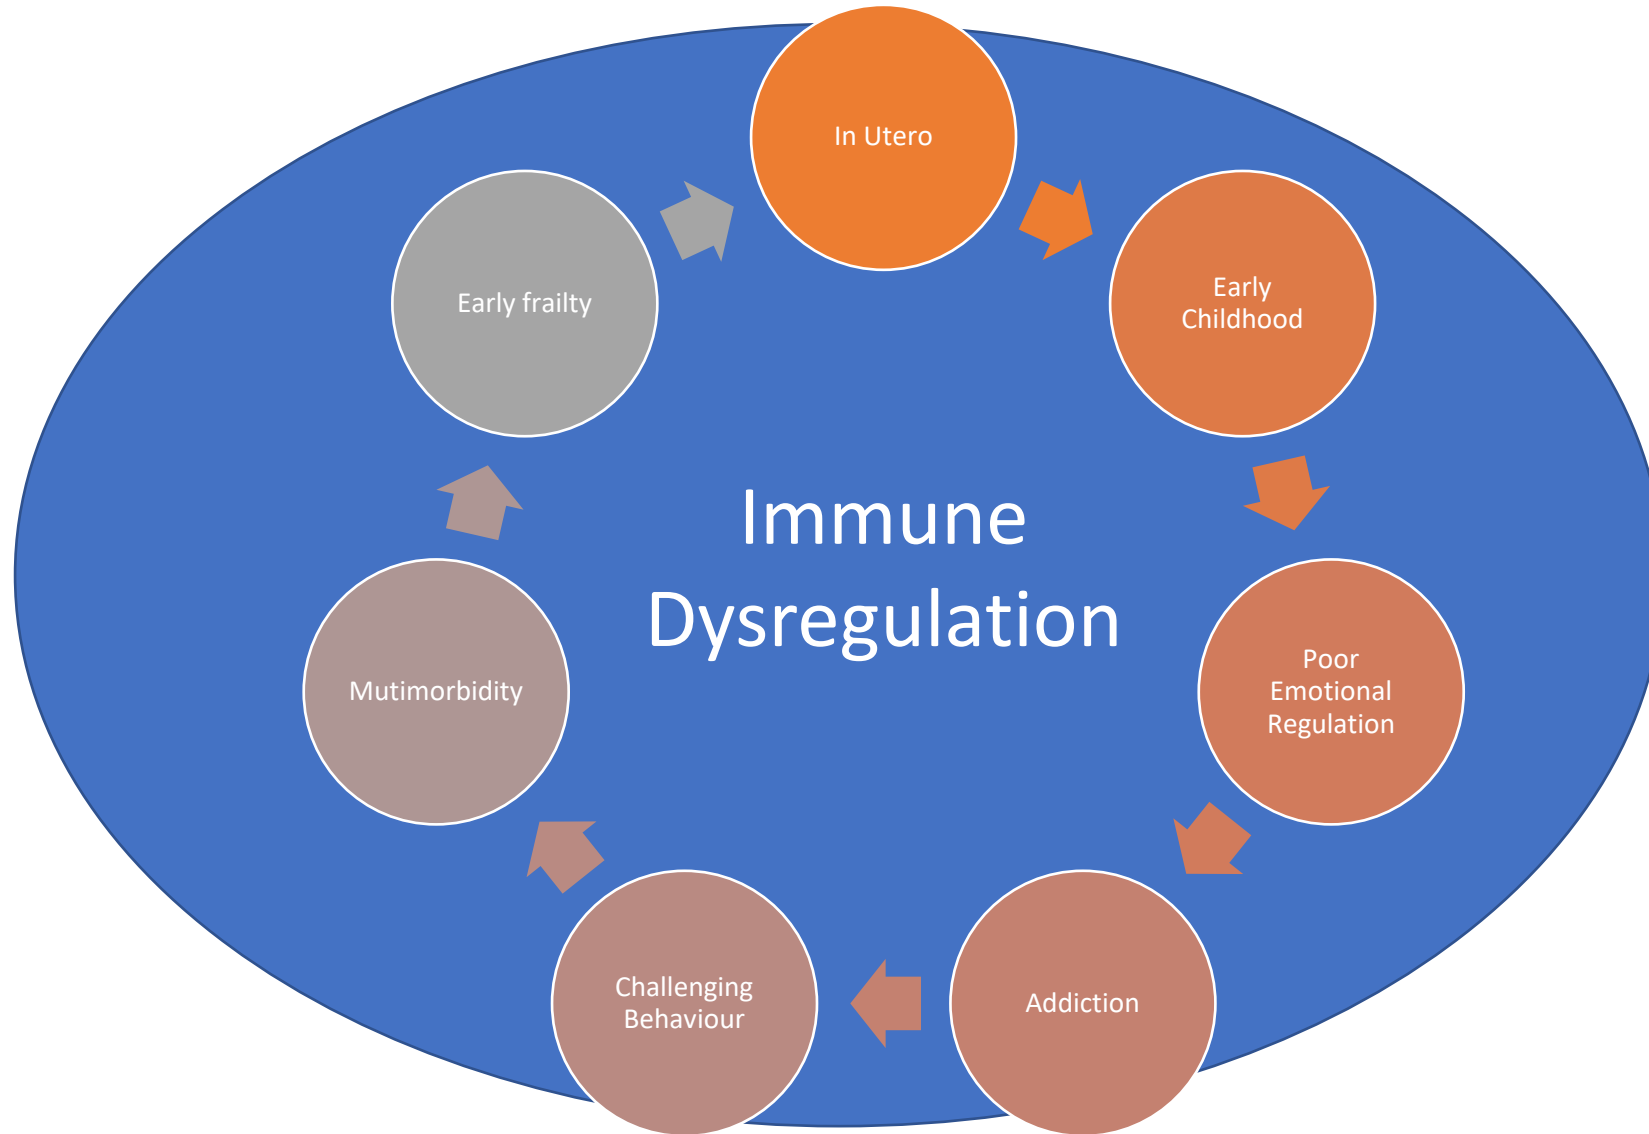 In Utero
Early
Childhood
Poor
Emotional
Regulation
Addiction
Challenging
Behaviour
Mutimorbidity
Early frailty
Immune
Dysregulation